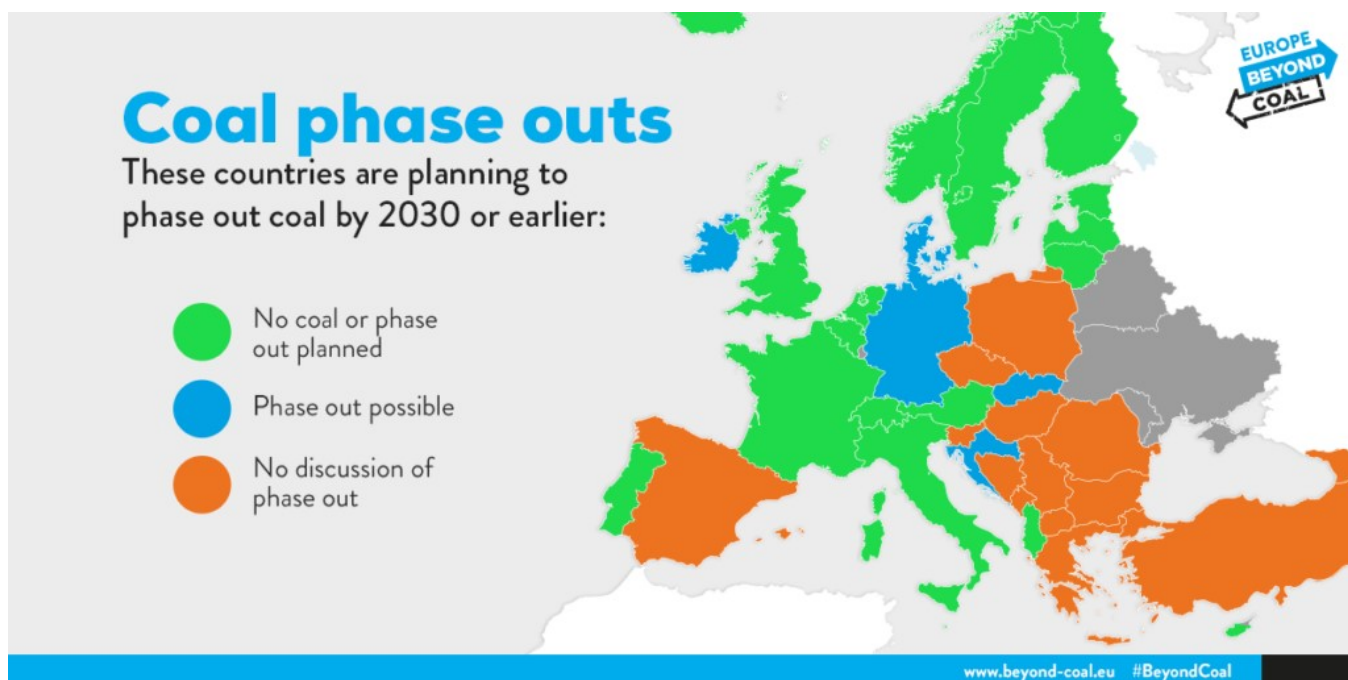 Coal phase outs
These countries are planning to
phase out coal by 2030 or earlier:
No coal or phase
out planned
Phase out possible
No discussion of
phase out
EUROPE
BEYOND
COAL
www.beyond-coal.eu #BeyondCoal